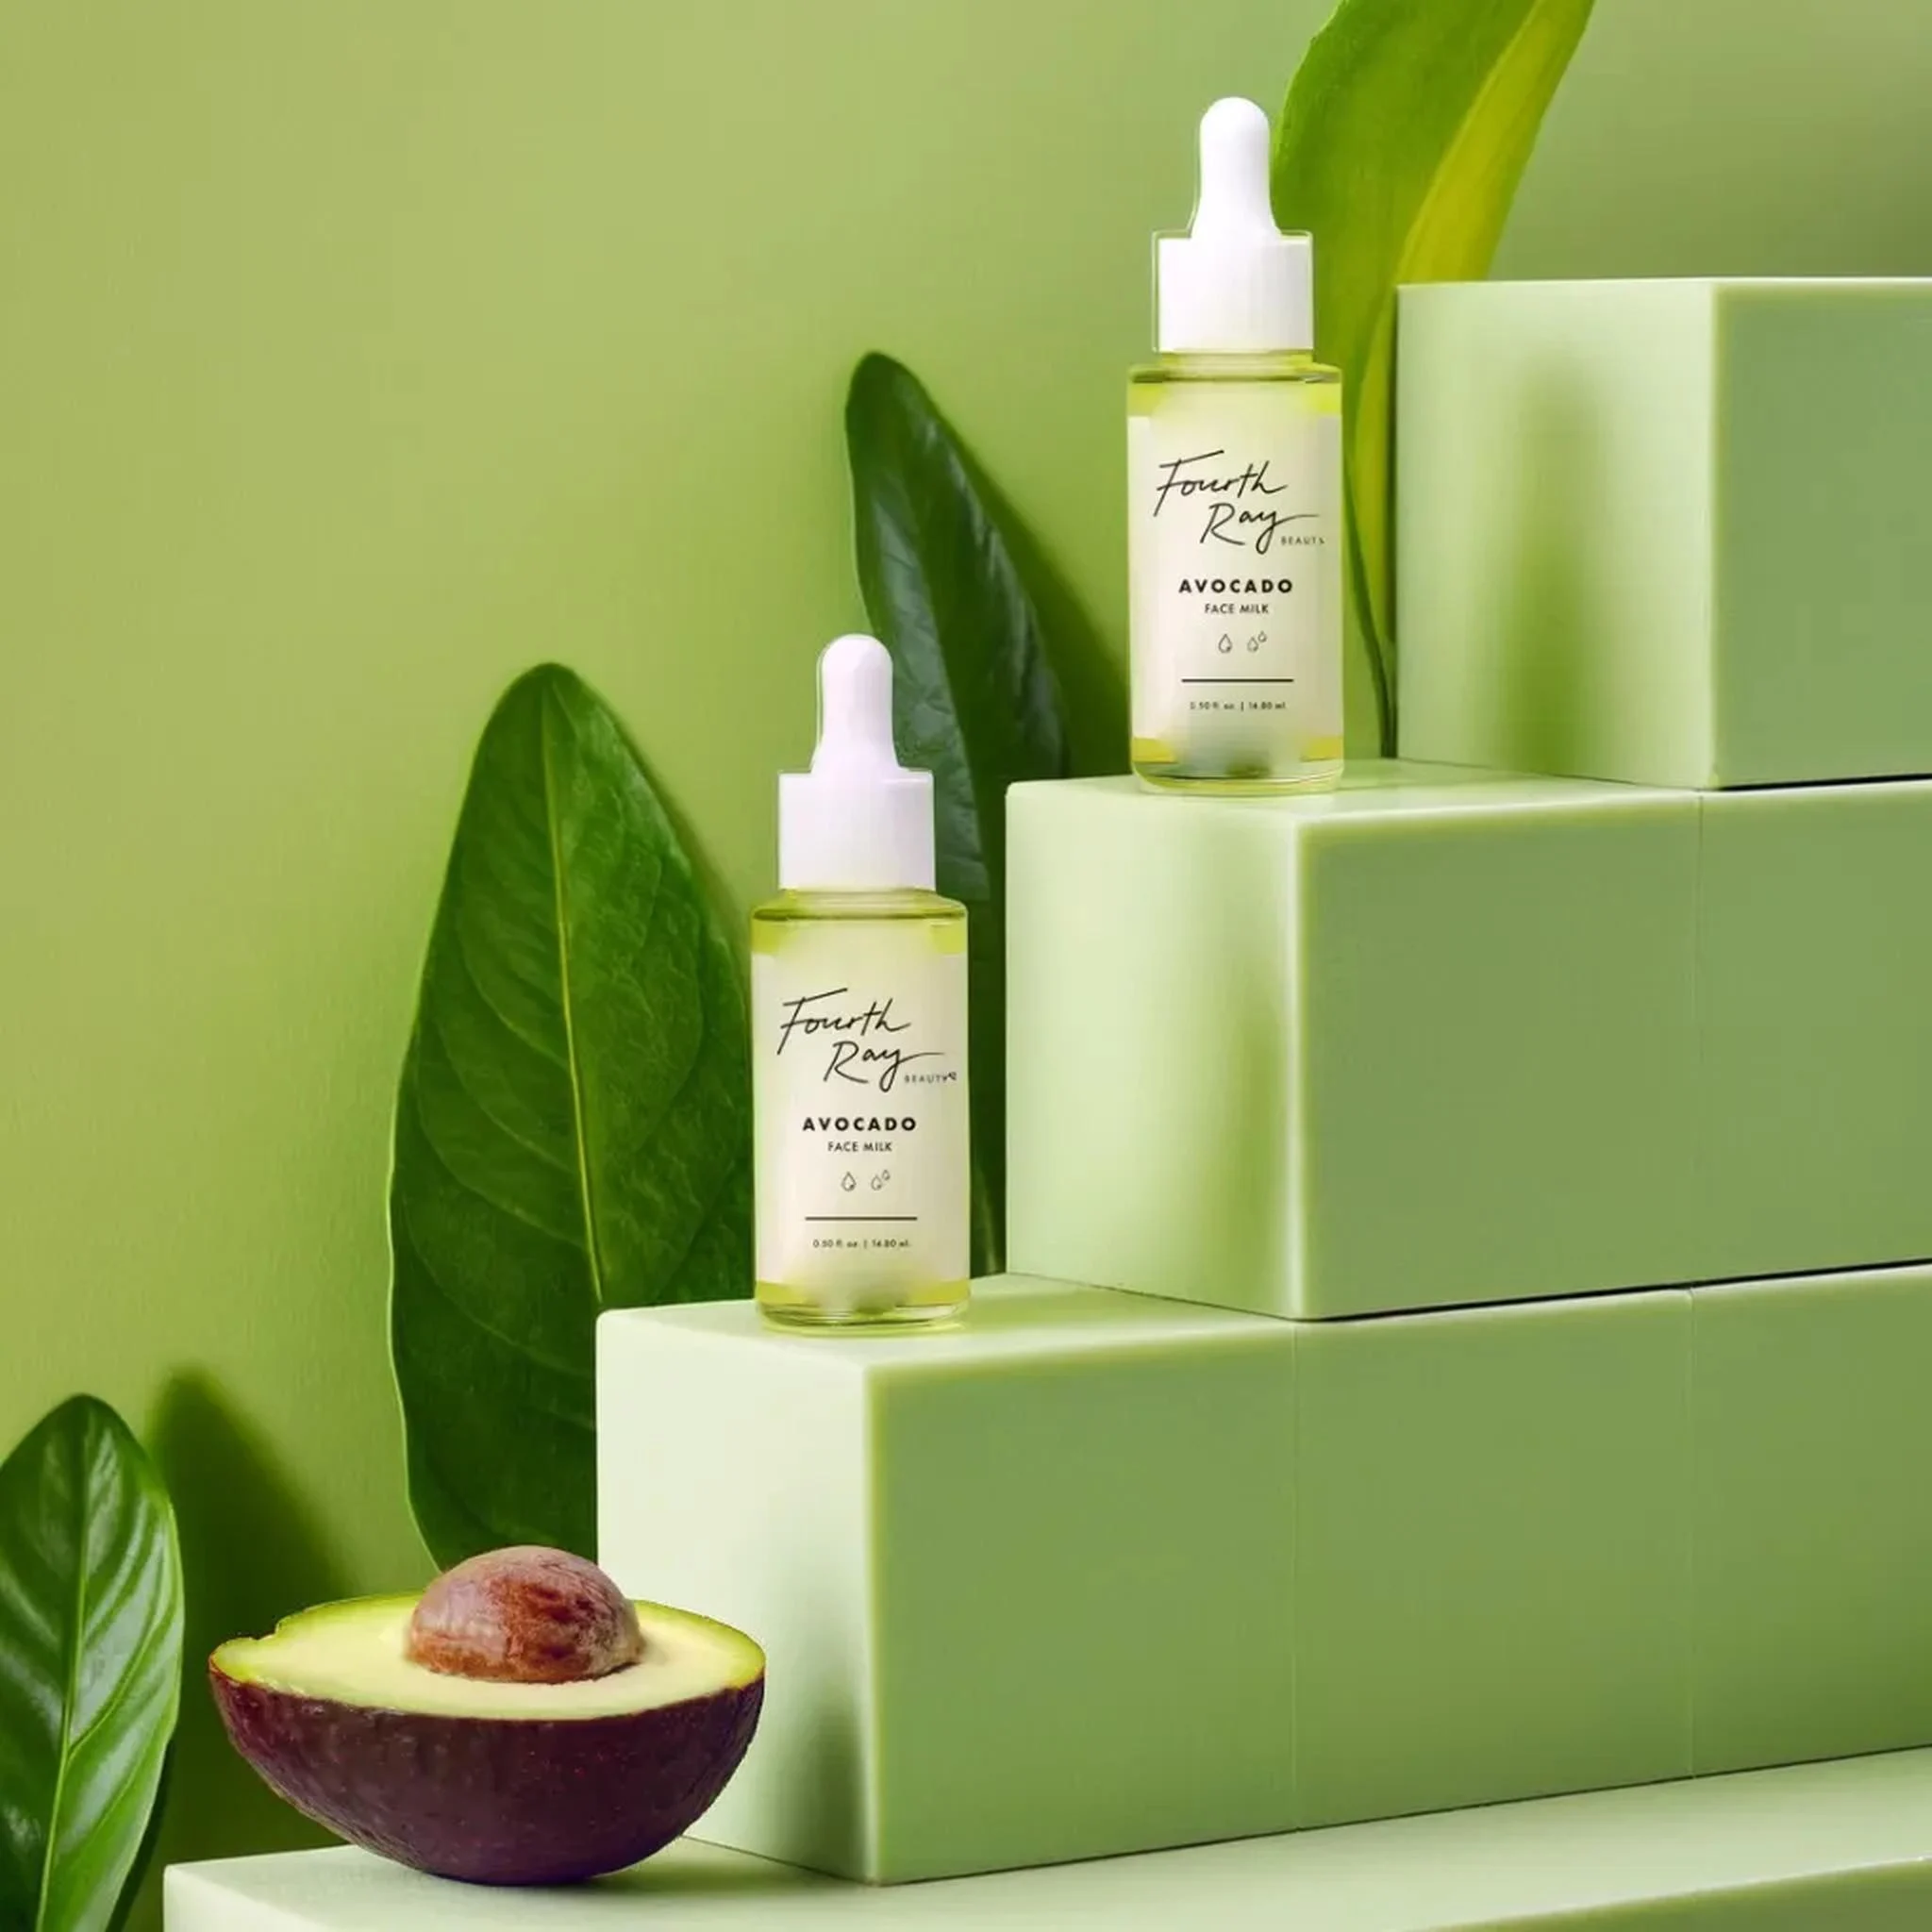 Fourth
Ray
BEAUTY
AVOCADO
FACE MILK
0.50 fl. oz. | 14.80 ml.
Fourth
Ray
BEAUTY
AVOCADO
FACE MILK
0.50 fl. oz. | 14.80 ml.